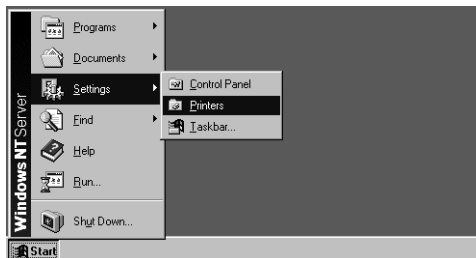 Programs
Documents
Settings
Find
Help
Run...
Shut Down...
Control Panel
Printers
Taskbar...
Windows NT Server
Start